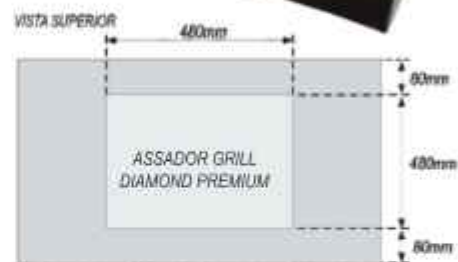 VISTA SUPERIOR
480mm
80mm
ASSADOR GRILL
DIAMOND PREMIUM
480mm
80mm